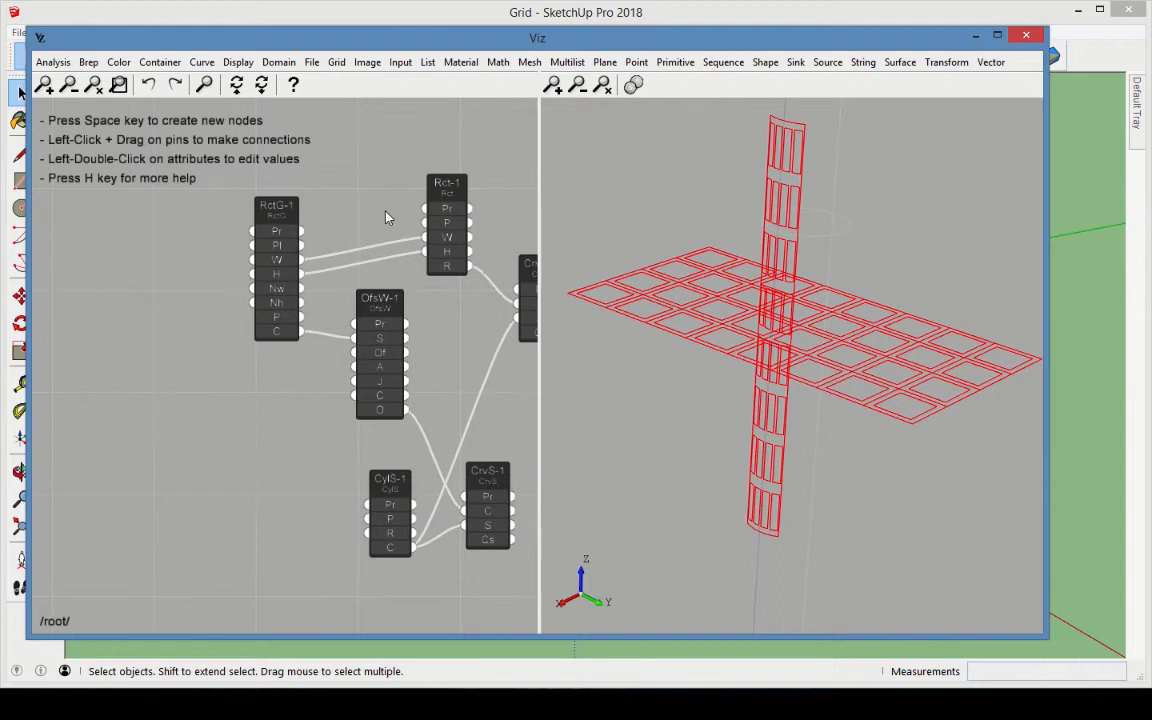 Grid - SketchUp Pro 2018
Viz
Analysis Brep Color Container Curve Display Domain File Grid Image Input List Material Math Mesh Multilist Plane Point Primitive Sequence Shape Sink Source String Surface Transform Vector
- Press Space key to create new nodes
- Left-Click + Drag on pins to make connections
- Left-Double-Click on attributes to edit values
- Press H key for more help
RctG-1
RctG
Pr
Pl
W
H
Nw
Nh
P
C
Rct-1
Rct
Pr
P
W
H
R
OfsW-1
OfsW
Pr
S
Of
A
J
C
O
CylS-1
CylS
Pr
P
R
C
CrvS-1
CrvS
Pr
C
S
Cs
Z
X
Y
/root/
Default Tray
Select objects. Shift to extend select. Drag mouse to select multiple.
Measurements